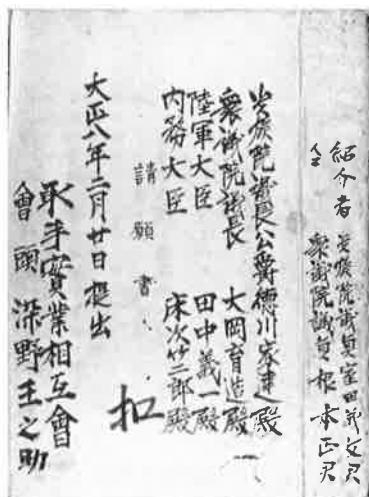 紹介者 貴族院議員室田義文君
仝 衆議院議員根本正君
貴族院議長公爵德川家達殿
衆議院議長 大岡育造殿
陸軍大臣 田中義一殿
内務大臣 床次竹二郎殿
請願書
扣
大正八年二月廿日提出
取手實業相互會
會頭 深野王之助